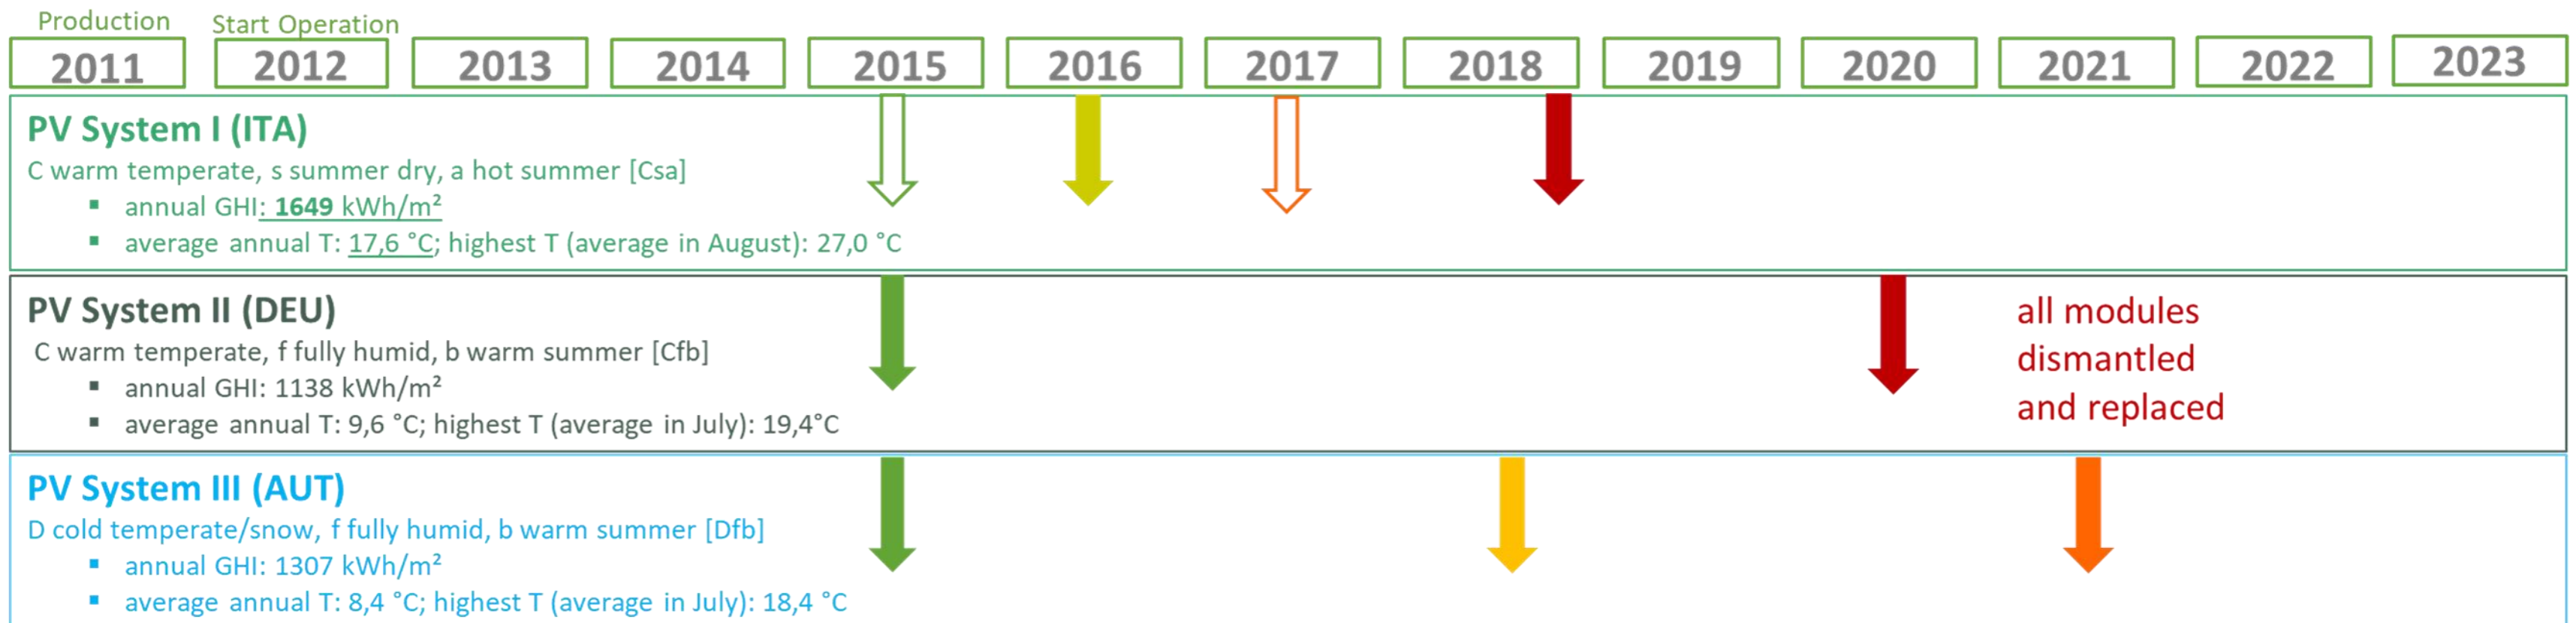 Production Start Operation
2011 2012 2013 2014 2015 2016 2017 2018 2019 2020 2021 2022 2023
PV System I (ITA)
C warm temperate, s summer dry, a hot summer [Csa]
▪ annual GHI: 1649 kWh/m²
▪ average annual T: 17,6 °C; highest T (average in August): 27,0 °C
PV System II (DEU)
C warm temperate, f fully humid, b warm summer [Cfb]
▪ annual GHI: 1138 kWh/m²
▪ average annual T: 9,6 °C; highest T (average in July): 19,4°C
all modules
dismantled
and replaced
PV System III (AUT)
D cold temperate/snow, f fully humid, b warm summer [Dfb]
▪ annual GHI: 1307 kWh/m²
▪ average annual T: 8,4 °C; highest T (average in July): 18,4 °C